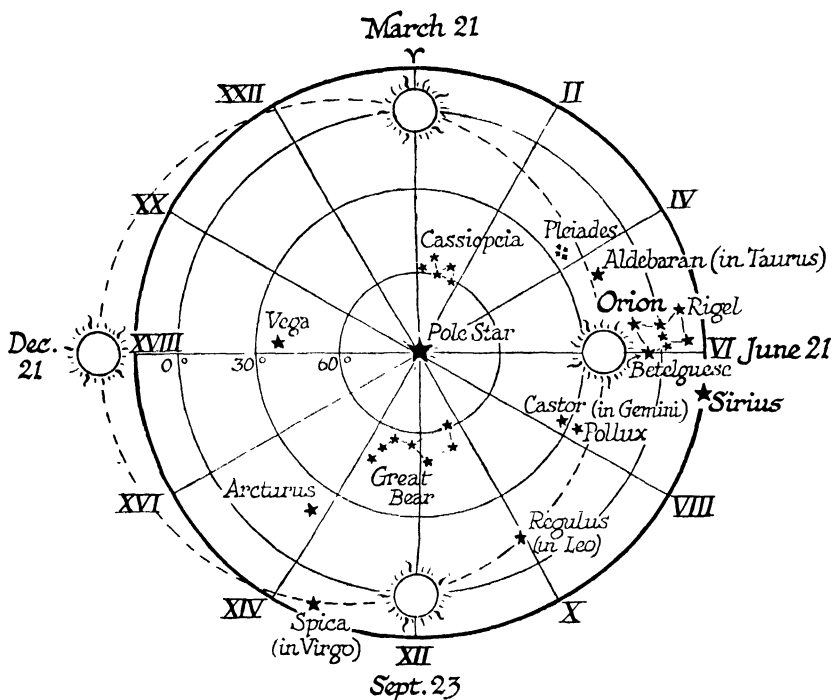 March 21
♈
XXII
II
XX
IV
Cassiopeia
Pleiades
Aldebaran (in Taurus)
Orion
Rigel
Vega
Pole Star
Dec.
21
XVIII
0°
30°
60°
VI June 21
Betelguese
Sirius
Castor (in Gemini)
Pollux
Great
Bear
Arcturus
Regulus
(in Leo)
XVI
VIII
XIV
X
Spica
(in Virgo)
XII
Sept. 23